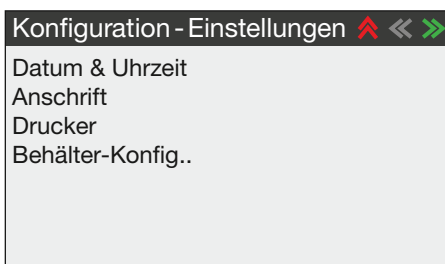 Konfiguration - Einstellungen
Datum & Uhrzeit
Anschrift
Drucker
Behälter-Konfig..